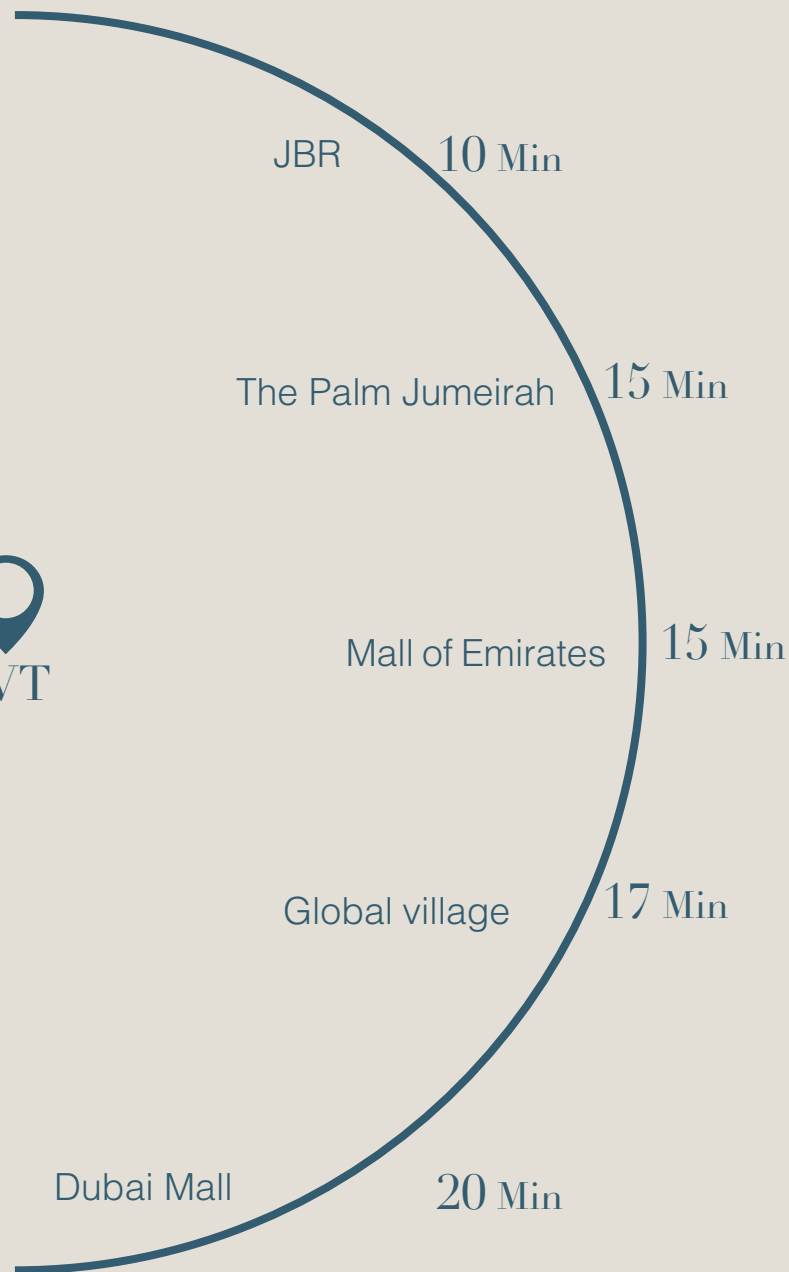 JBR 10 Min
The Palm Jumeirah 15 Min
Mall of Emirates 15 Min
VT
Global village 17 Min
Dubai Mall 20 Min